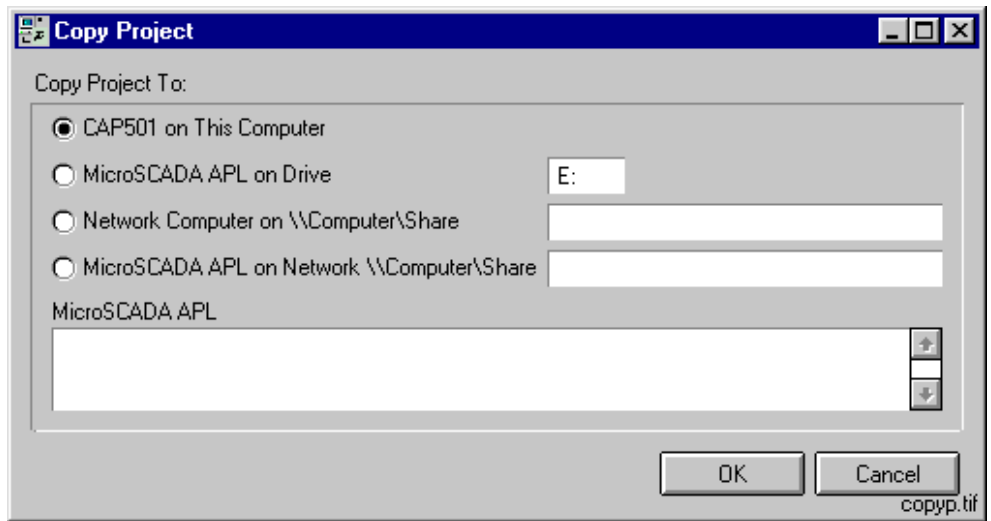 Copy Project
Copy Project To:
CAP501 on This Computer
MicroSCADA APL on Drive E:
Network Computer on \\Computer\Share
MicroSCADA APL on Network \\Computer\Share
MicroSCADA APL
OK Cancel
copyp.tif